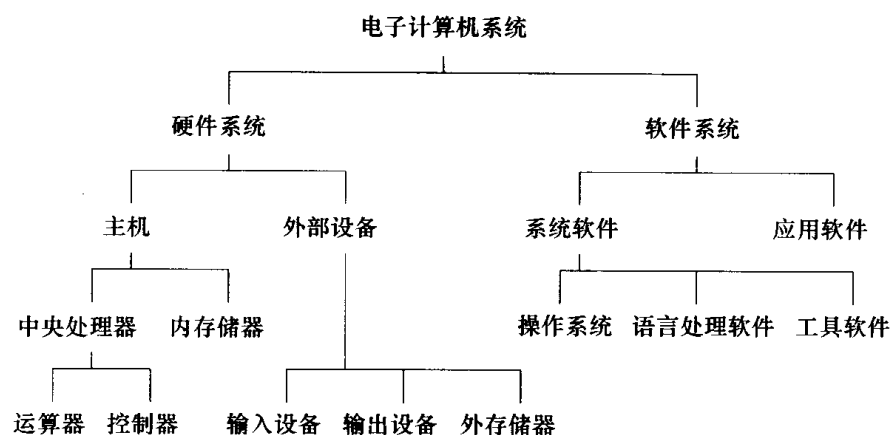 电子计算机系统
硬件系统
软件系统
主机
外部设备
系统软件
应用软件
中央处理器
内存储器
操作系统
语言处理软件
工具软件
运算器
控制器
输入设备
输出设备
外存储器